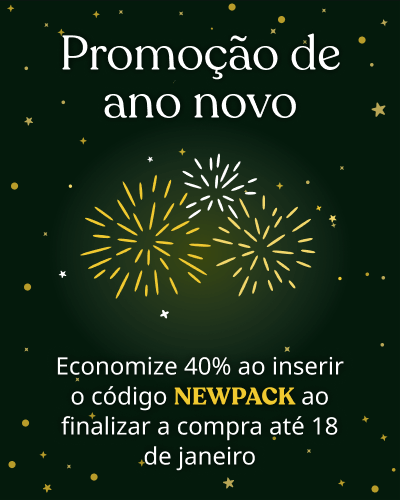 Promoção de
ano novo
Economize 40% ao inserir
o código NEWPACK ao
finalizar a compra até 18
de janeiro